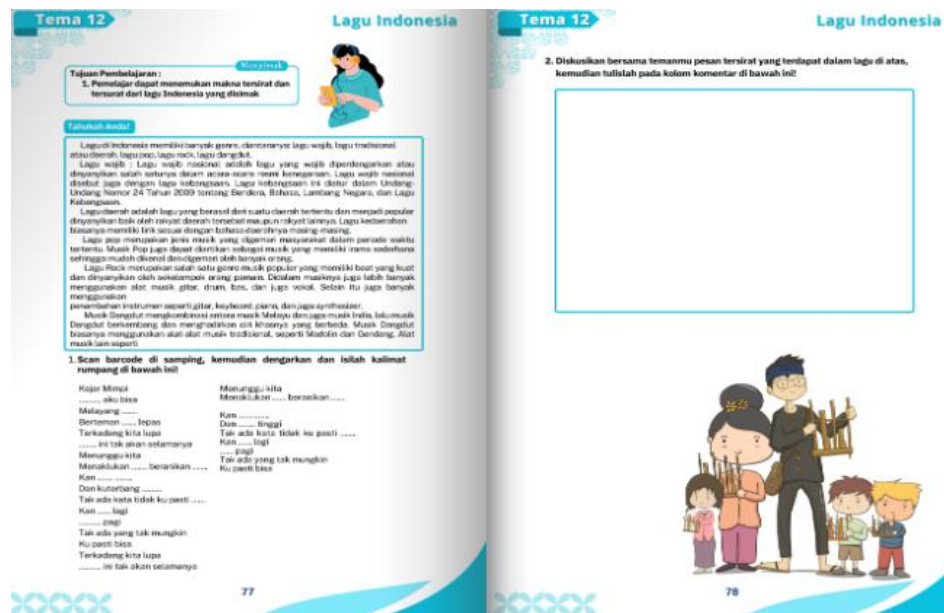 Tema 12
Lagu Indonesia
Menyimak
Tujuan Pembelajaran :
1. Pemelajar dapat menemukan makna tersirat dan
tersurat dari lagu Indonesia yang disimak
Tahukah Anda!
Lagu di Indonesia memiliki banyak genre, diantaranya: lagu wajib, lagu tradisional
atau daerah, lagu pop, lagu rock, lagu dangdut.
Lagu wajib : Lagu wajib nasional adalah lagu yang wajib diperdengarkan atau
dinyanyikan salah satunya dalam acara-acara resmi kenegaraan. Lagu wajib nasional
disebut juga dengan lagu kebangsaan. Lagu kebangsaan ini diatur dalam Undang-
Undang Nomor 24 Tahun 2009 tentang Bendera, Bahasa, Lambang Negara, dan Lagu
Kebangsaan.
Lagu daerah adalah lagu yang berasal dari suatu daerah tertentu dan menjadi populer
dinyanyikan baik oleh rakyat daerah tersebut maupun rakyat lainnya. Lagu kedaerahan
biasanya memiliki lirik sesuai dengan bahasa daerahnya masing-masing.
Lagu pop merupakan jenis musik yang digemari masyarakat dalam periode waktu
tertentu. Musik Pop juga dapat diartikan sebagai musik yang memiliki irama sederhana
sehingga mudah dikenal dan digemari oleh banyak orang.
Lagu Rock merupakan salah satu genre musik populer yang memiliki beat yang kuat
dan dinyanyikan oleh sekelompok orang pemain. Didalam musiknya juga lebih banyak
menggunakan alat musik gitar, drum, bas, dan juga vokal. Selain itu juga banyak
menggunakan
penambahan instrumen seperti gitar, keyboard, piano, dan juga synthesizer.
Musik Dangdut mengkombinasi antara musik Melayu dan juga musik India, lalu musik
Dangdut berkembang dan menghadirkan ciri khasnya yang berbeda. Musik Dangdut
biasanya menggunakan alat-alat musik tradisional, seperti Madolin dan Gendang. Alat
musik lain seperti
1. Scan barcode di samping, kemudian dengarkan dan isilah kalimat
rumpang di bawah ini!
Kejar Mimpi
........ aku bisa
Melayang ......
Berteman ...... lepas
Terkadang kita lupa
....... ini tak akan selamanya
Menunggu kita
Menaklukan ...... beranikan ......
Kan ...... .......
Dan kuterbang ........
Tak ada kata tidak ku pasti ......
Kan ..... lagi
......... pagi
Tak ada yang tak mungkin
Ku pasti bisa
Terkadang kita lupa
......... ini tak akan selamanya
Menunggu kita
Menaklukan ..... beranikan .....
Kan ...... ......
Dan ....... tinggi
Tak ada kata tidak ku pasti ......
Kan ..... lagi
..... pagi
Tak ada yang tak mungkin
Ku pasti bisa
77
Tema 12
Lagu Indonesia
2. Diskusikan bersama temanmu pesan tersirat yang terdapat dalam lagu di atas,
kemudian tulislah pada kolom komentar di bawah ini!
78